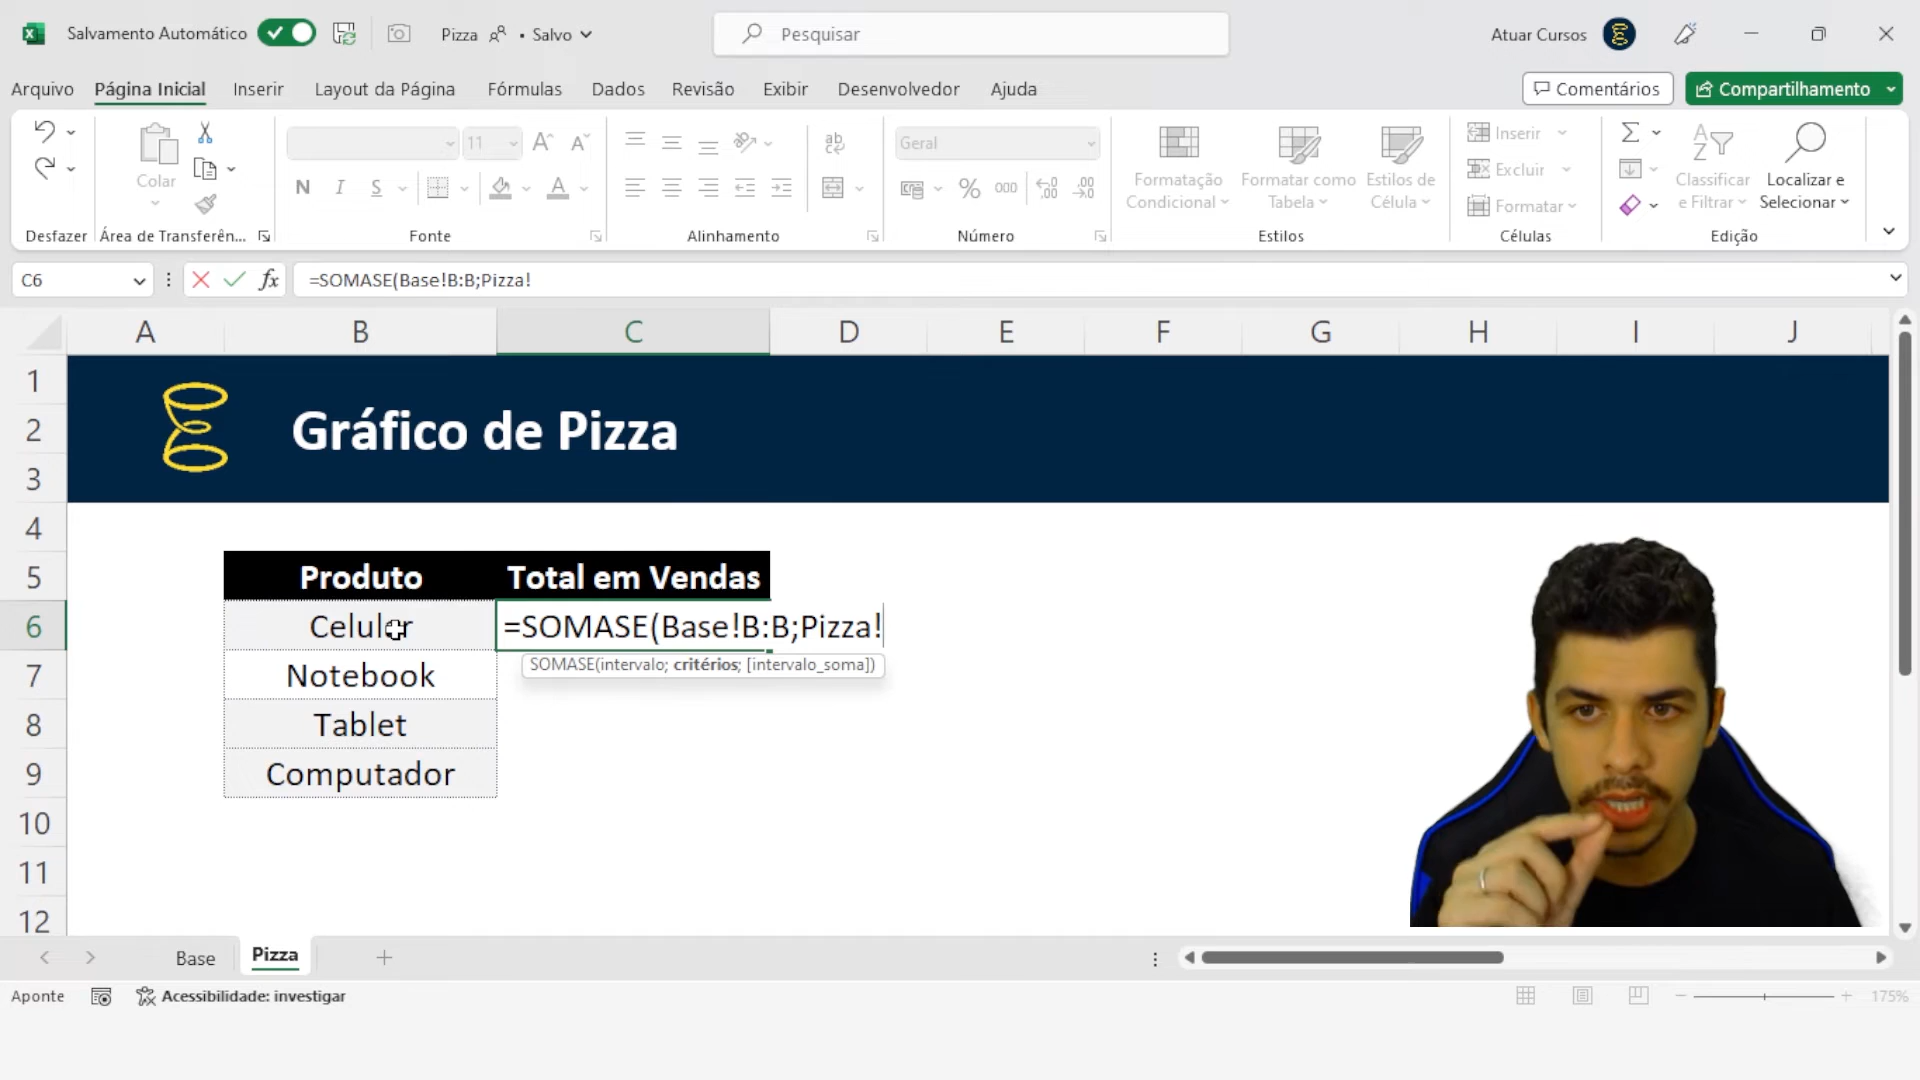 Salvamento Automático
Pizza • Salvo
Pesquisar
Atuar Cursos
Arquivo Página Inicial Inserir Layout da Página Fórmulas Dados Revisão Exibir Desenvolvedor Ajuda
Comentários Compartilhamento
Colar
11
N I S
ab
Geral
% 000
Formatação Condicional
Formatar como Tabela
Estilos de Célula
Inserir
Excluir
Formatar
Classificar e Filtrar
Localizar e Selecionar
Desfazer Área de Transferên... Fonte Alinhamento Número Estilos Células Edição
C6 fx =SOMASE(Base!B:B;Pizza!
A B C D E F G H I J
1
2 Gráfico de Pizza
3
4
5 Produto Total em Vendas
6 Celular =SOMASE(Base!B:B;Pizza!
SOMASE(intervalo; critérios; [intervalo_soma])
7 Notebook
8 Tablet
9 Computador
10
11
12
Base Pizza
Aponte Acessibilidade: investigar 175%